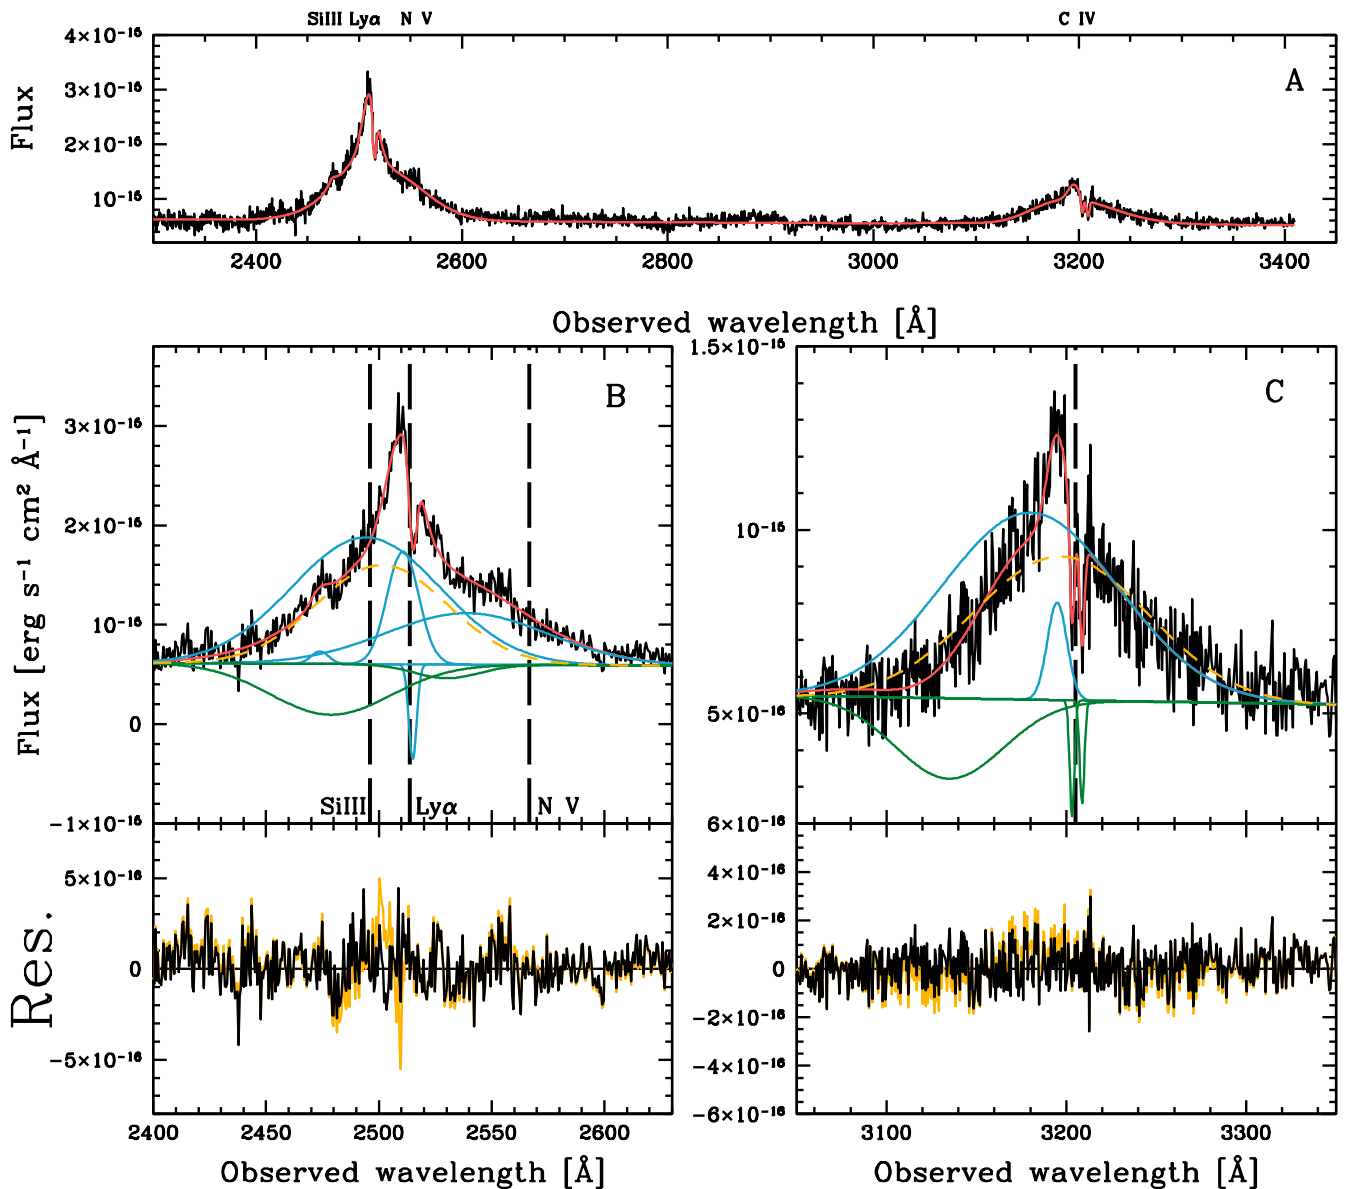 SiIII Lyα N V C IV
4×10⁻¹⁶
3×10⁻¹⁶
2×10⁻¹⁶
10⁻¹⁶
Flux
A
2400 2600 2800 3000 3200 3400
Observed wavelength [Å]
3×10⁻¹⁶
2×10⁻¹⁶
10⁻¹⁶
0
−1×10⁻¹⁶
Flux [erg s⁻¹ cm² Å⁻¹]
B
SiIII Lyα N V
1.5×10⁻¹⁵
10⁻¹⁵
5×10⁻¹⁶
C
5×10⁻¹⁶
0
−5×10⁻¹⁶
Res.
2400 2450 2500 2550 2600
Observed wavelength [Å]
6×10⁻¹⁶
4×10⁻¹⁶
2×10⁻¹⁶
0
−2×10⁻¹⁶
−4×10⁻¹⁶
−6×10⁻¹⁶
3100 3200 3300
Observed wavelength [Å]